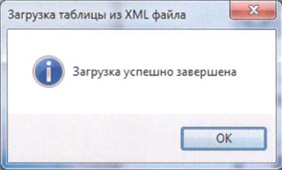 Загрузка таблицы из XML файла
Загрузка успешно завершена
OK